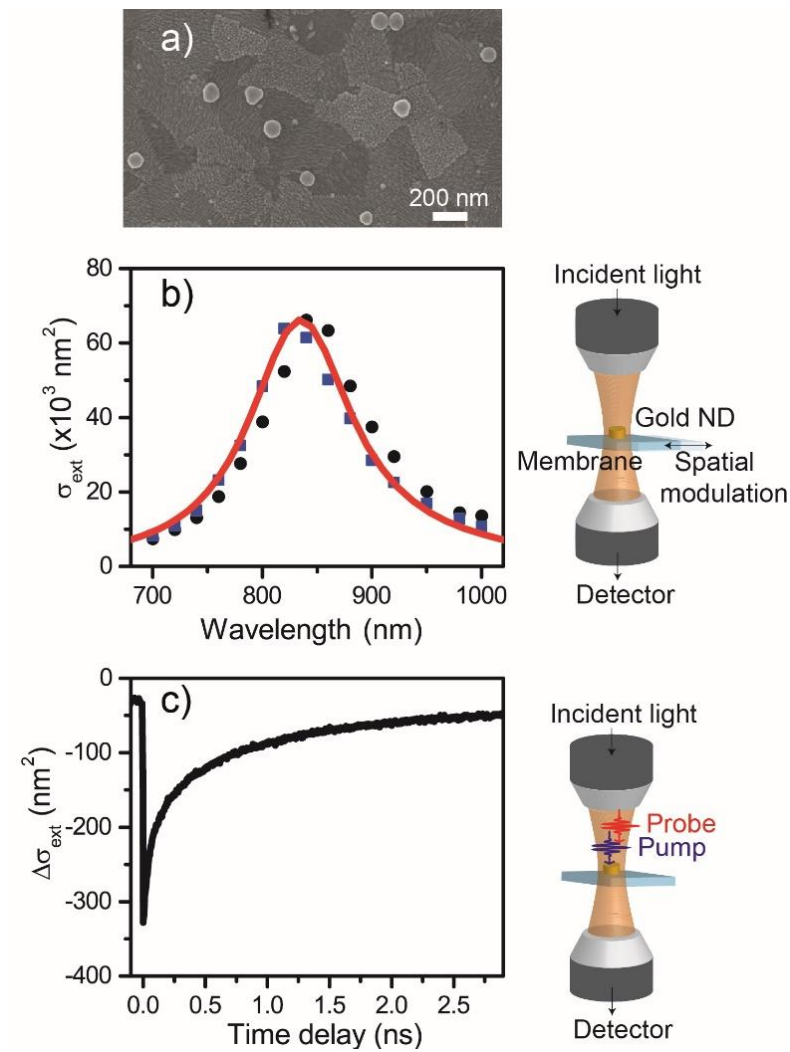 a)
200 nm
b)
80
60
40
20
0
σext (x10³ nm²)
700 800 900 1000
Wavelength (nm)
Incident light
Gold ND
Membrane
Spatial
modulation
Detector
c)
0
-100
-200
-300
-400
Δσext (nm²)
0.0 0.5 1.0 1.5 2.0 2.5
Time delay (ns)
Incident light
Probe
Pump
Detector